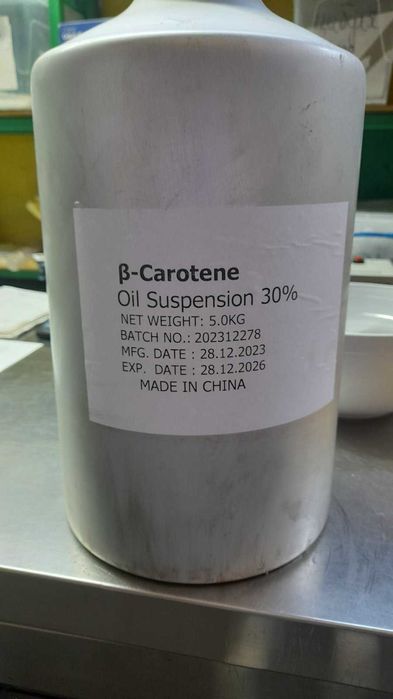 β-Carotene
Oil Suspension 30%
NET WEIGHT: 5.0KG
BATCH NO.: 202312278
MFG. DATE : 28.12.2023
EXP. DATE : 28.12.2026
MADE IN CHINA